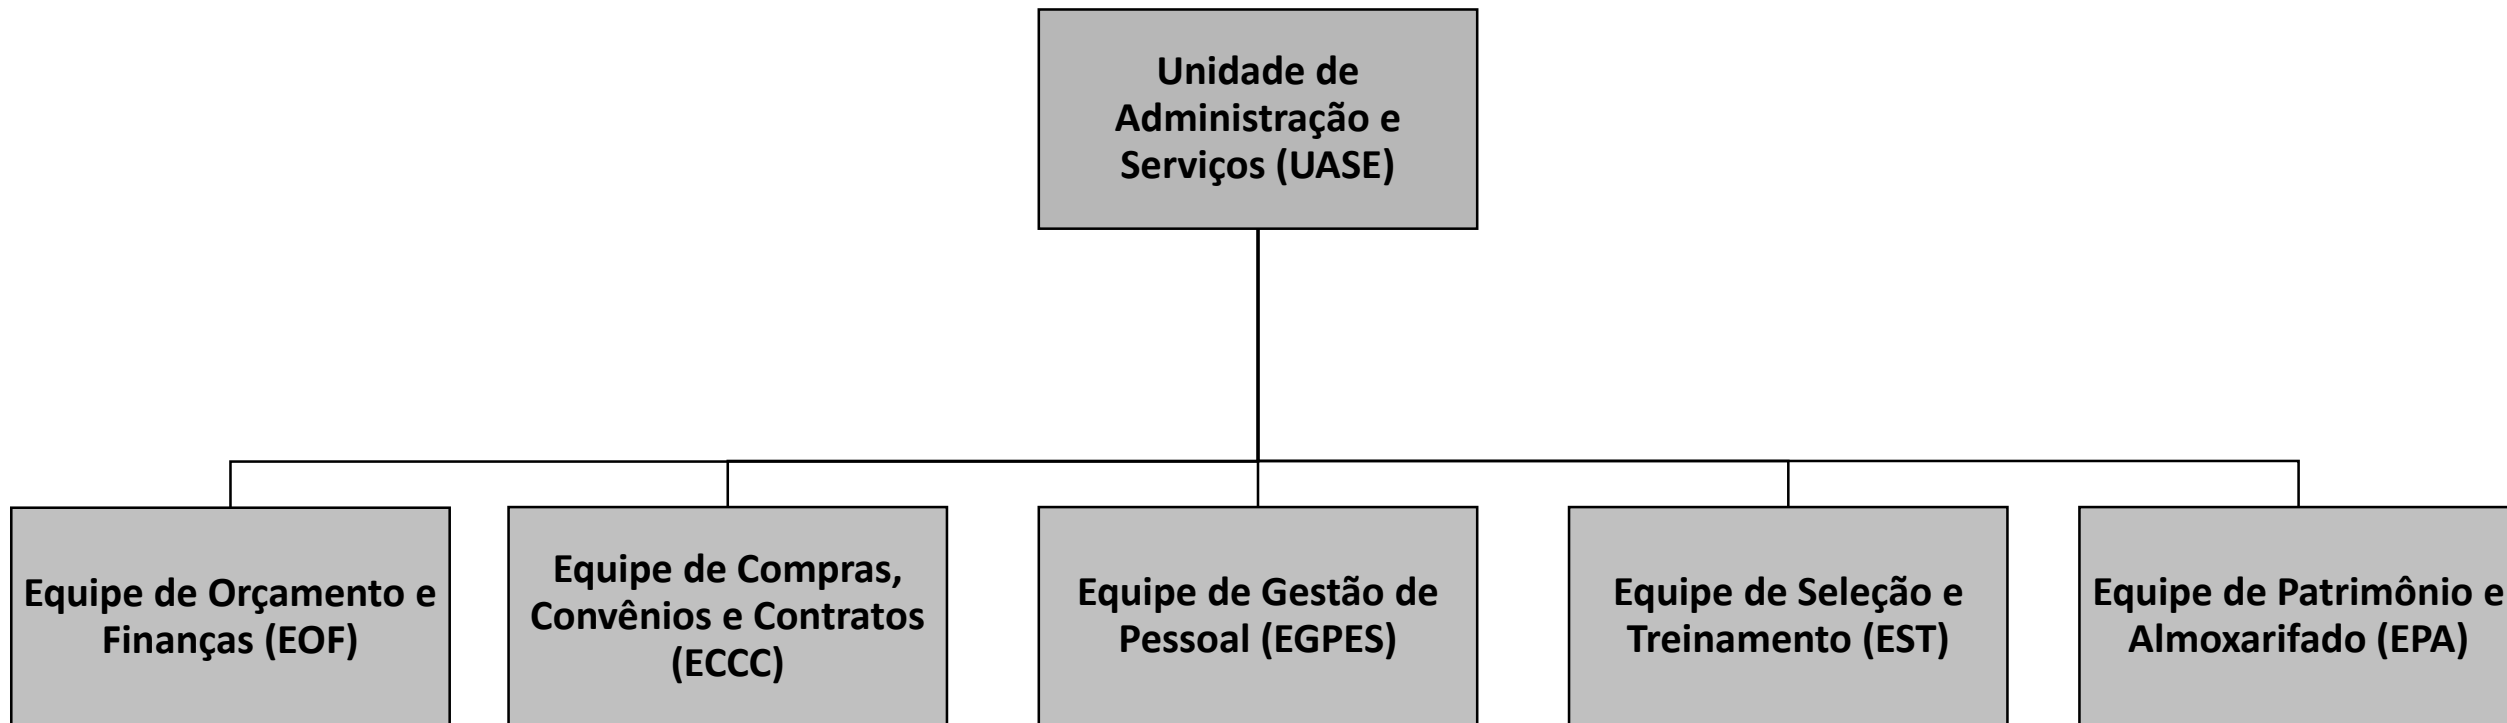 Unidade de
Administração e
Serviços (UASE)
Equipe de Orçamento e
Finanças (EOF)
Equipe de Compras,
Convênios e Contratos
(ECCC)
Equipe de Gestão de
Pessoal (EGPES)
Equipe de Seleção e
Treinamento (EST)
Equipe de Patrimônio e
Almoxarifado (EPA)